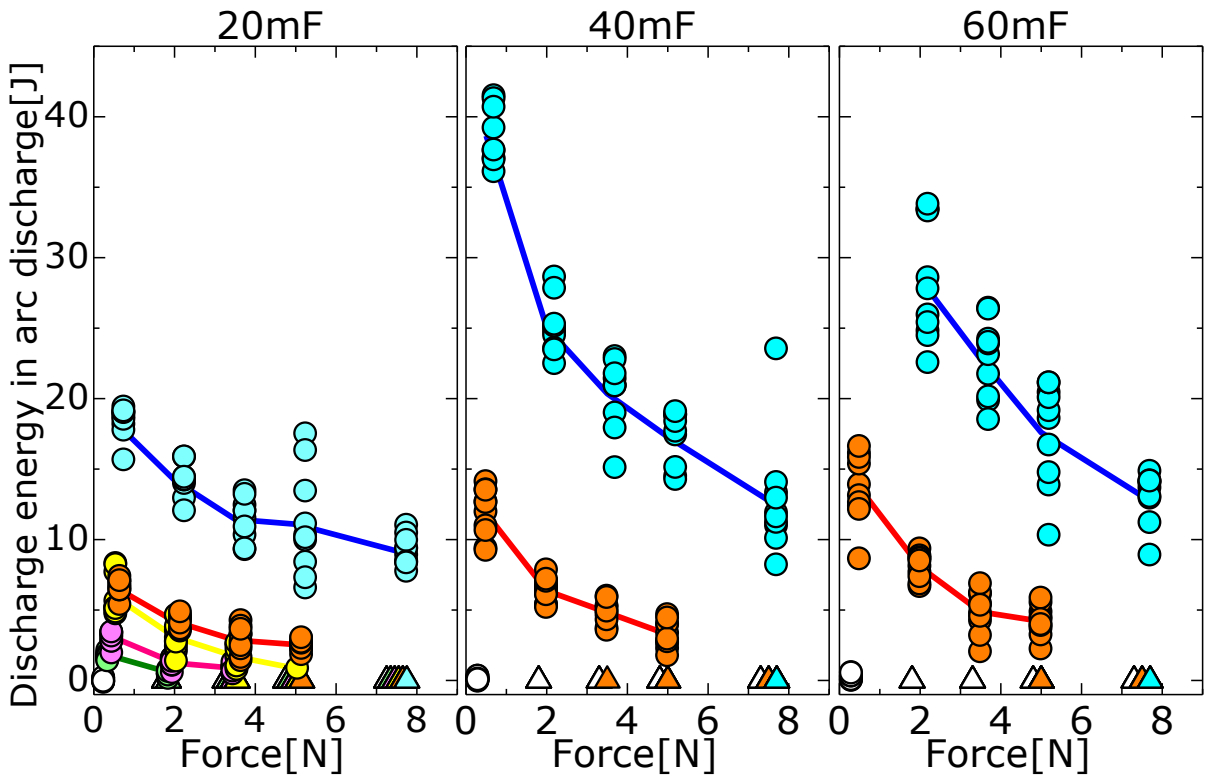 20mF 40mF 60mF
Discharge energy in arc discharge[J]
40
30
20
10
0
0 2 4 6 8 0 2 4 6 8 0 2 4 6 8
Force[N] Force[N] Force[N]